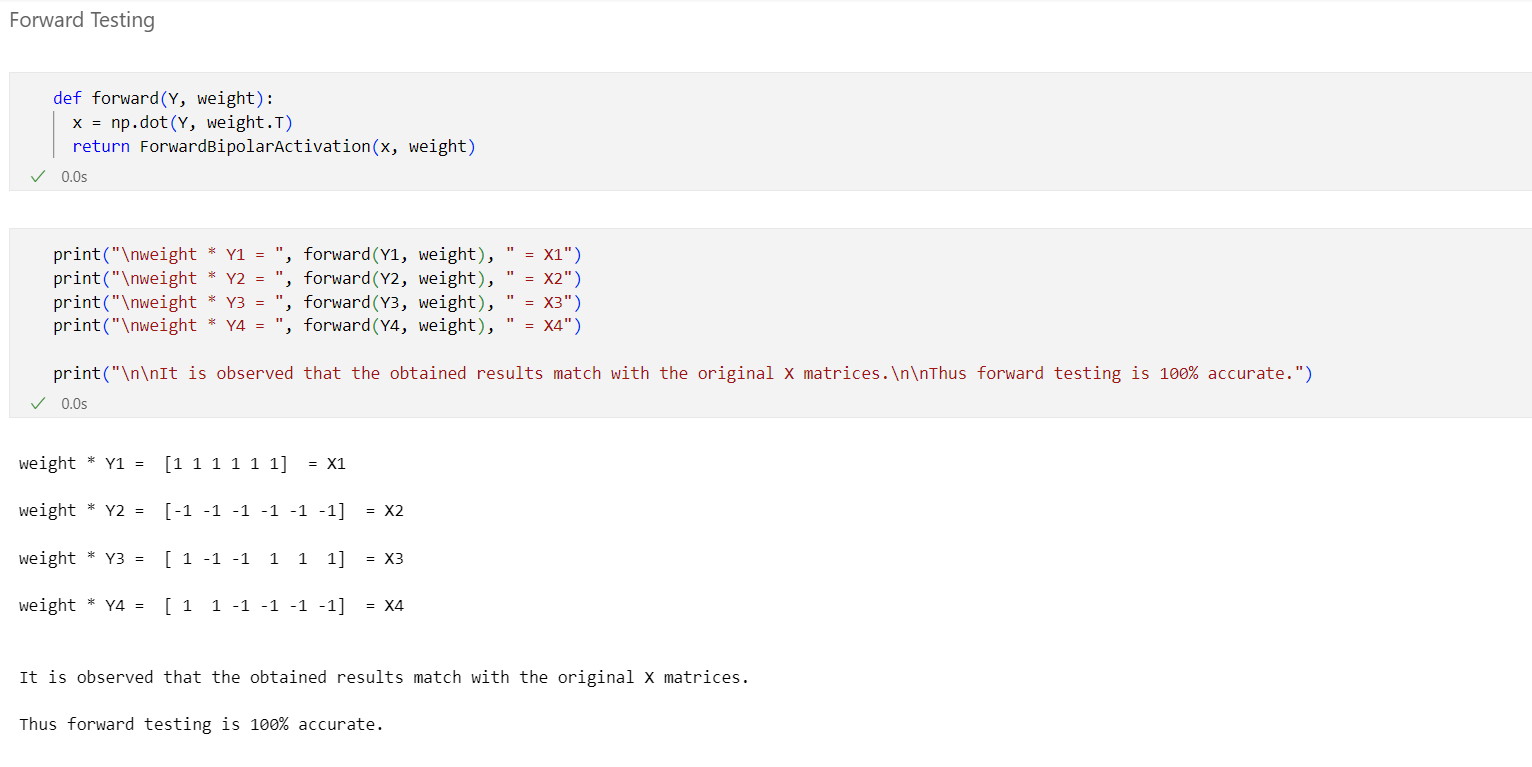 Forward Testing
def forward(Y, weight):
  x = np.dot(Y, weight.T)
  return ForwardBipolarActivation(x, weight)
✓ 0.0s
print("\nweight * Y1 = ", forward(Y1, weight), " = X1")
print("\nweight * Y2 = ", forward(Y2, weight), " = X2")
print("\nweight * Y3 = ", forward(Y3, weight), " = X3")
print("\nweight * Y4 = ", forward(Y4, weight), " = X4")
print("\n\nIt is observed that the obtained results match with the original X matrices.\n\nThus forward testing is 100% accurate.")
✓ 0.0s
weight * Y1 =  [1 1 1 1 1 1]  = X1
weight * Y2 =  [-1 -1 -1 -1 -1 -1]  = X2
weight * Y3 =  [ 1 -1 -1  1  1  1]  = X3
weight * Y4 =  [ 1  1 -1 -1 -1 -1]  = X4
It is observed that the obtained results match with the original X matrices.
Thus forward testing is 100% accurate.